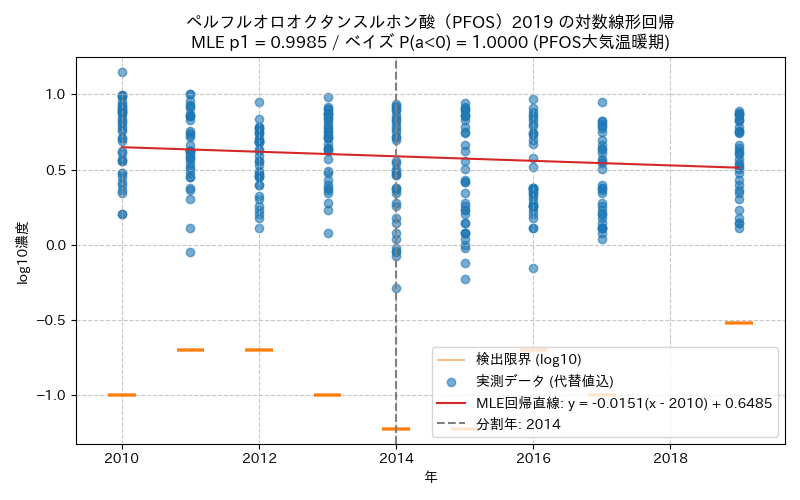 ペルフルオロオクタンスルホン酸（PFOS）2019 の対数線形回帰
MLE p1 = 0.9985 / ベイズ P(a<0) = 1.0000 (PFOS大気温暖期)
log10濃度
1.0
0.5
0.0
−0.5
−1.0
検出限界 (log10)
実測データ (代替値込)
MLE回帰直線: y = -0.0151(x - 2010) + 0.6485
分割年: 2014
2010
2012
2014
2016
2018
年